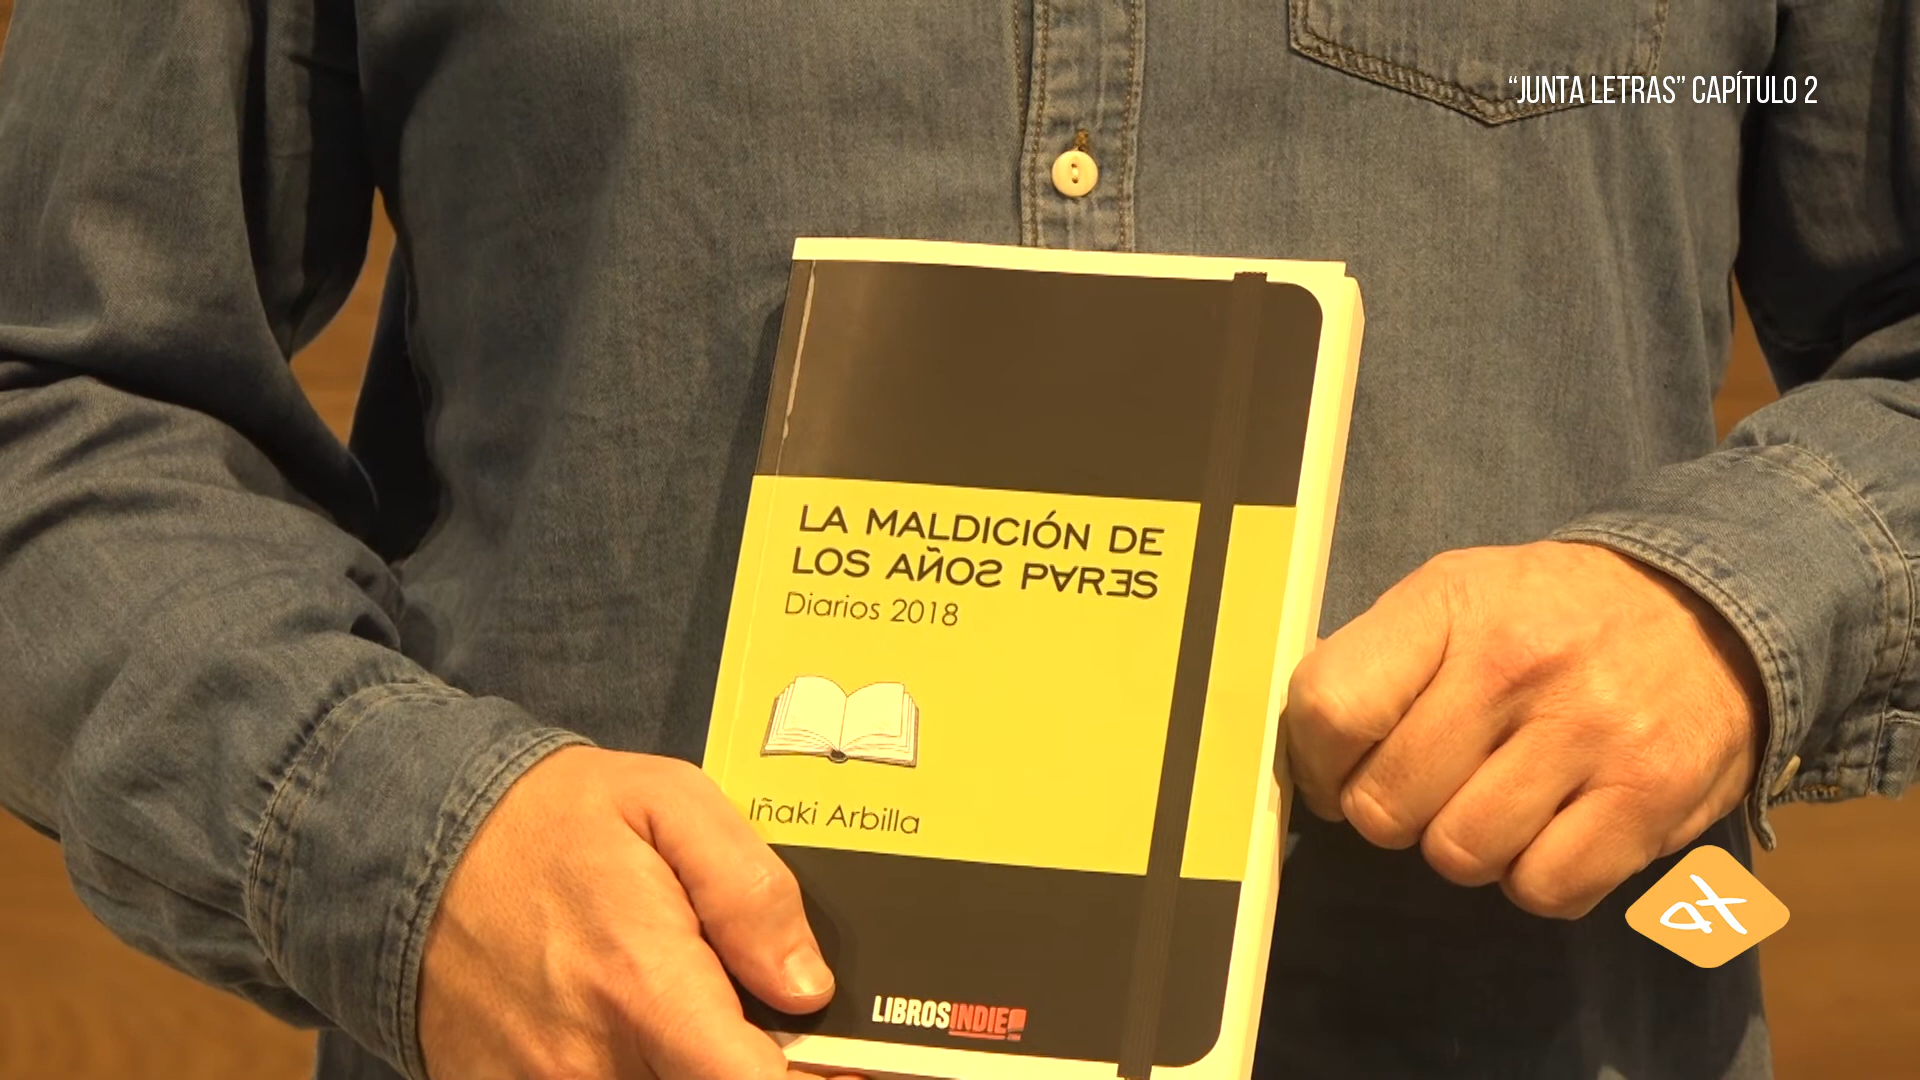 “JUNTA LETRAS” CAPÍTULO 2
LA MALDICIÓN DE
LOS AÑOS PARES
Diarios 2018
Iñaki Arbilla
LIBROSINDIE